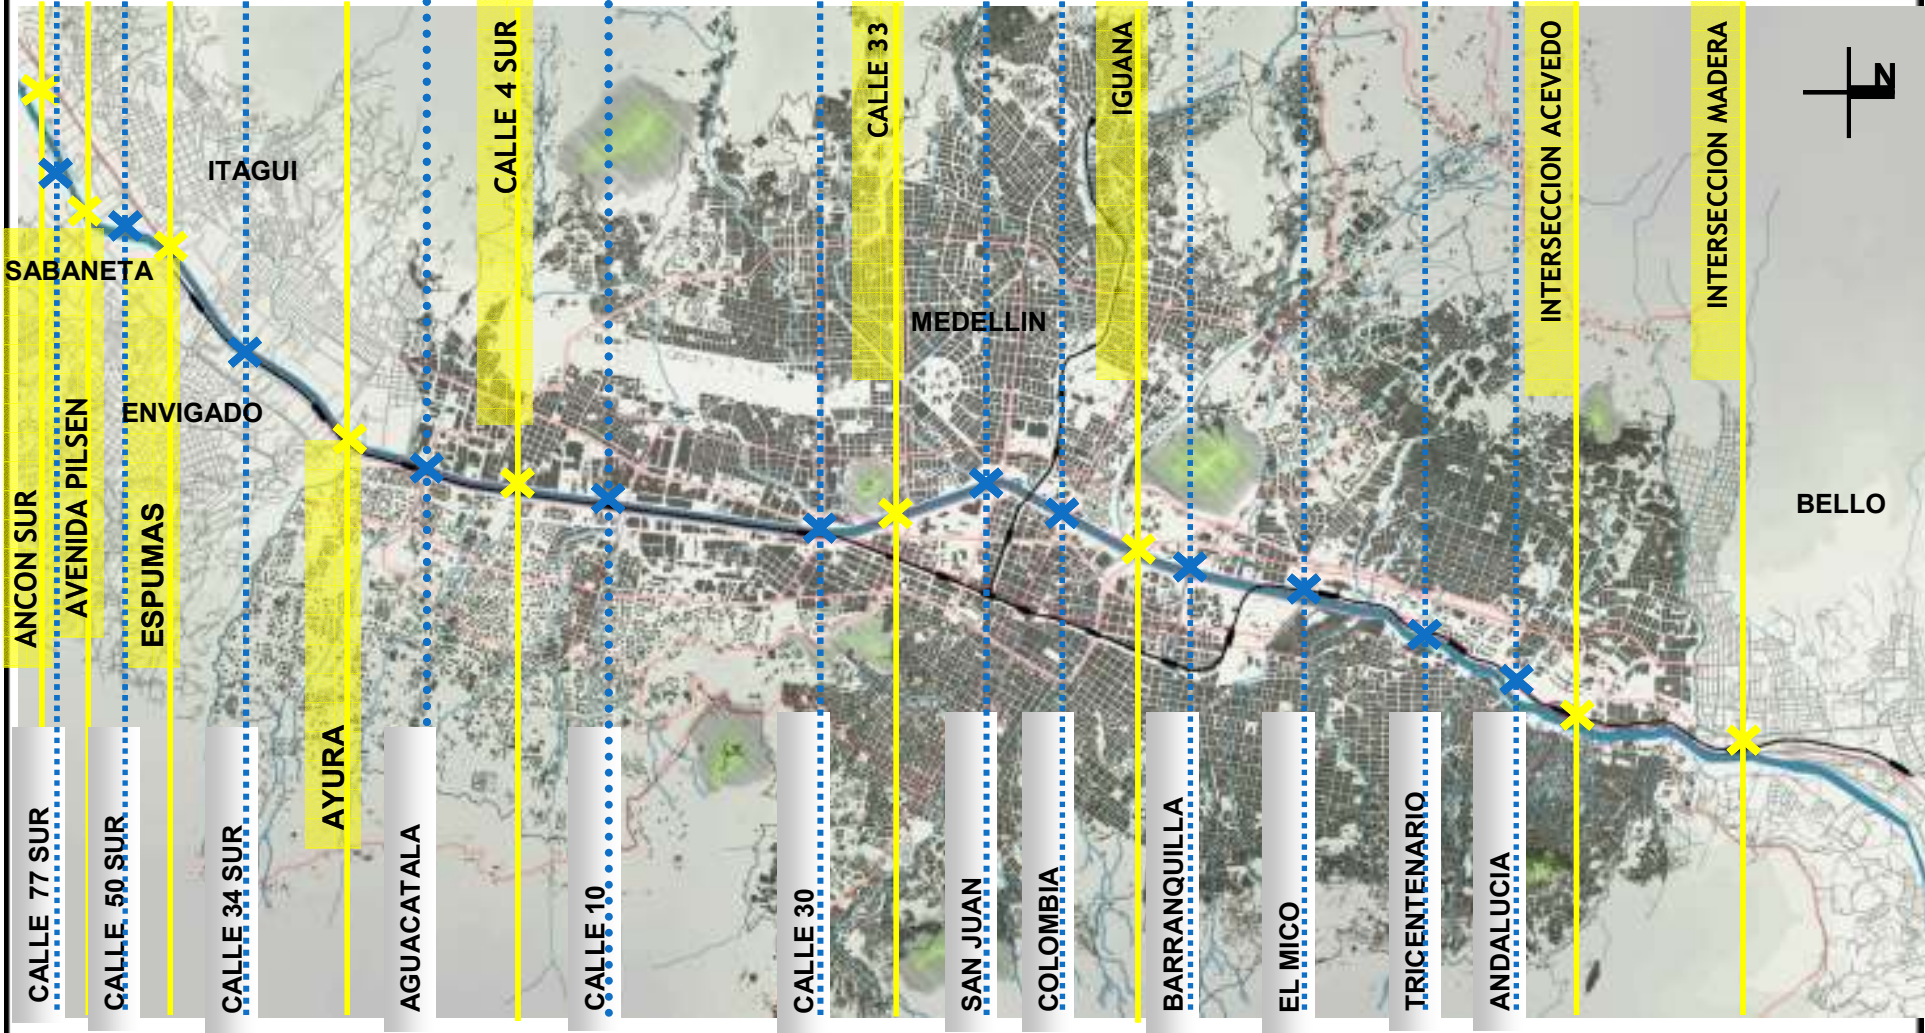 CALLE 4 SUR
CALLE 33
IGUANA
INTERSECCION ACEVEDO
INTERSECCION MADERA
N
ITAGUI
SABANETA
MEDELLIN
ENVIGADO
BELLO
ANCON SUR
AVENIDA PILSEN
ESPUMAS
AYURA
CALLE 77 SUR
CALLE 50 SUR
CALLE 34 SUR
AGUACATALA
CALLE 10
CALLE 30
SAN JUAN
COLOMBIA
BARRANQUILLA
EL MICO
TRICENTENARIO
ANDALUCIA